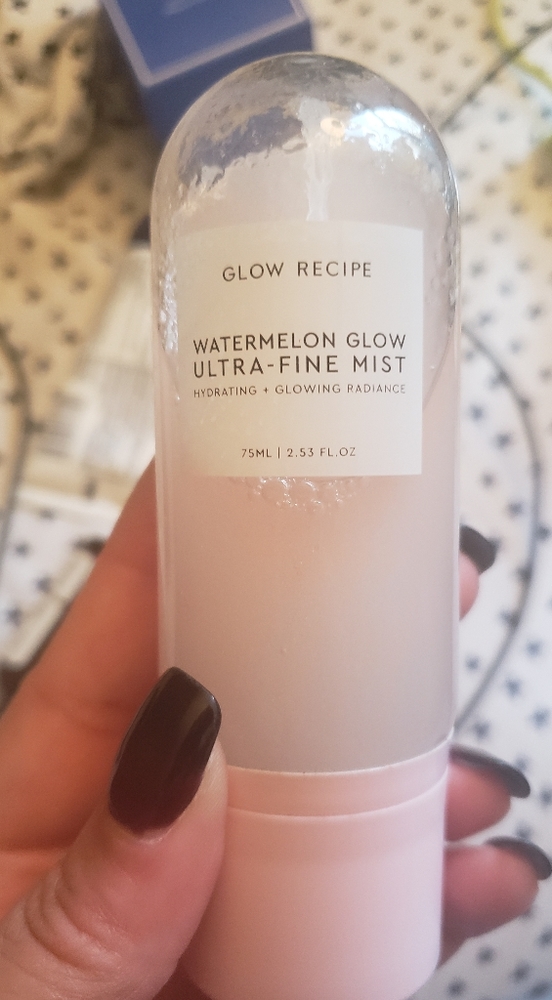 GLOW RECIPE
WATERMELON GLOW
ULTRA-FINE MIST
HYDRATING + GLOWING RADIANCE
75ML | 2.53 FL.OZ